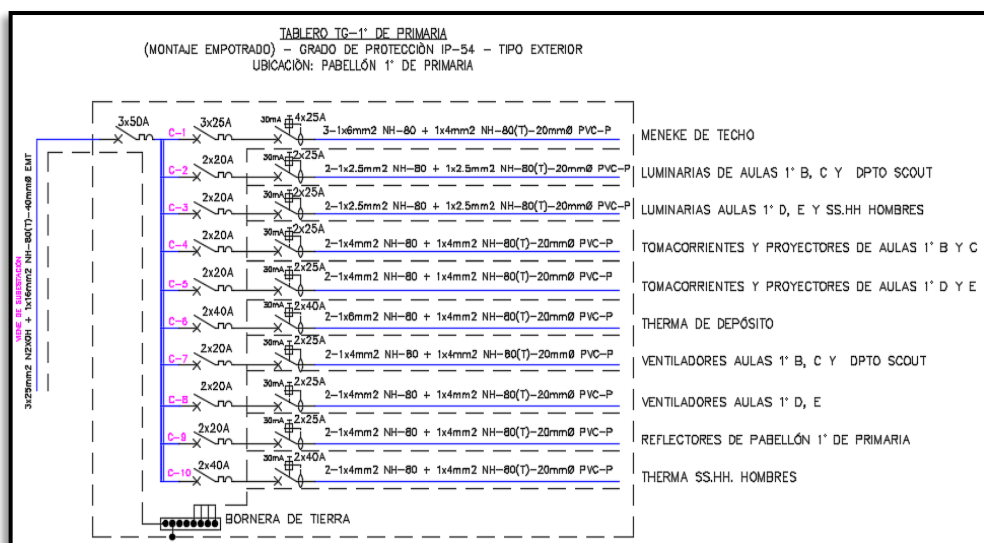 TABLERO TG-1° DE PRIMARIA
(MONTAJE EMPOTRADO) - GRADO DE PROTECCIÓN IP-54 - TIPO EXTERIOR
UBICACIÓN: PABELLÓN 1° DE PRIMARIA
VIENE DE SUBESTACIÓN
3x25mm2 N2XOH + 1x16mm2 NH-80(T)-40mmØ EMT
3x50A
C-1 3x25A 30mA 4x25A 3-1x6mm2 NH-80 + 1x4mm2 NH-80(T)-20mmØ PVC-P MENEKE DE TECHO
C-2 2x20A 30mA 2x25A 2-1x2.5mm2 NH-80 + 1x2.5mm2 NH-80(T)-20mmØ PVC-P LUMINARIAS DE AULAS 1° B, C Y DPTO SCOUT
C-3 2x20A 30mA 2x25A 2-1x2.5mm2 NH-80 + 1x2.5mm2 NH-80(T)-20mmØ PVC-P LUMINARIAS AULAS 1° D, E Y SS.HH HOMBRES
C-4 2x20A 30mA 2x25A 2-1x4mm2 NH-80 + 1x4mm2 NH-80(T)-20mmØ PVC-P TOMACORRIENTES Y PROYECTORES DE AULAS 1° B Y C
C-5 2x20A 30mA 2x25A 2-1x4mm2 NH-80 + 1x4mm2 NH-80(T)-20mmØ PVC-P TOMACORRIENTES Y PROYECTORES DE AULAS 1° D Y E
C-6 2x40A 30mA 2x40A 2-1x6mm2 NH-80 + 1x4mm2 NH-80(T)-20mmØ PVC-P THERMA DE DEPÓSITO
C-7 2x20A 30mA 2x25A 2-1x4mm2 NH-80 + 1x4mm2 NH-80(T)-20mmØ PVC-P VENTILADORES AULAS 1° B, C Y DPTO SCOUT
C-8 2x20A 30mA 2x25A 2-1x4mm2 NH-80 + 1x4mm2 NH-80(T)-20mmØ PVC-P VENTILADORES AULAS 1° D, E
C-9 2x20A 30mA 2x25A 2-1x4mm2 NH-80 + 1x4mm2 NH-80(T)-20mmØ PVC-P REFLECTORES DE PABELLÓN 1° DE PRIMARIA
C-10 2x40A 30mA 2x40A 2-1x4mm2 NH-80 + 1x4mm2 NH-80(T)-20mmØ PVC-P THERMA SS.HH. HOMBRES
BORNERA DE TIERRA